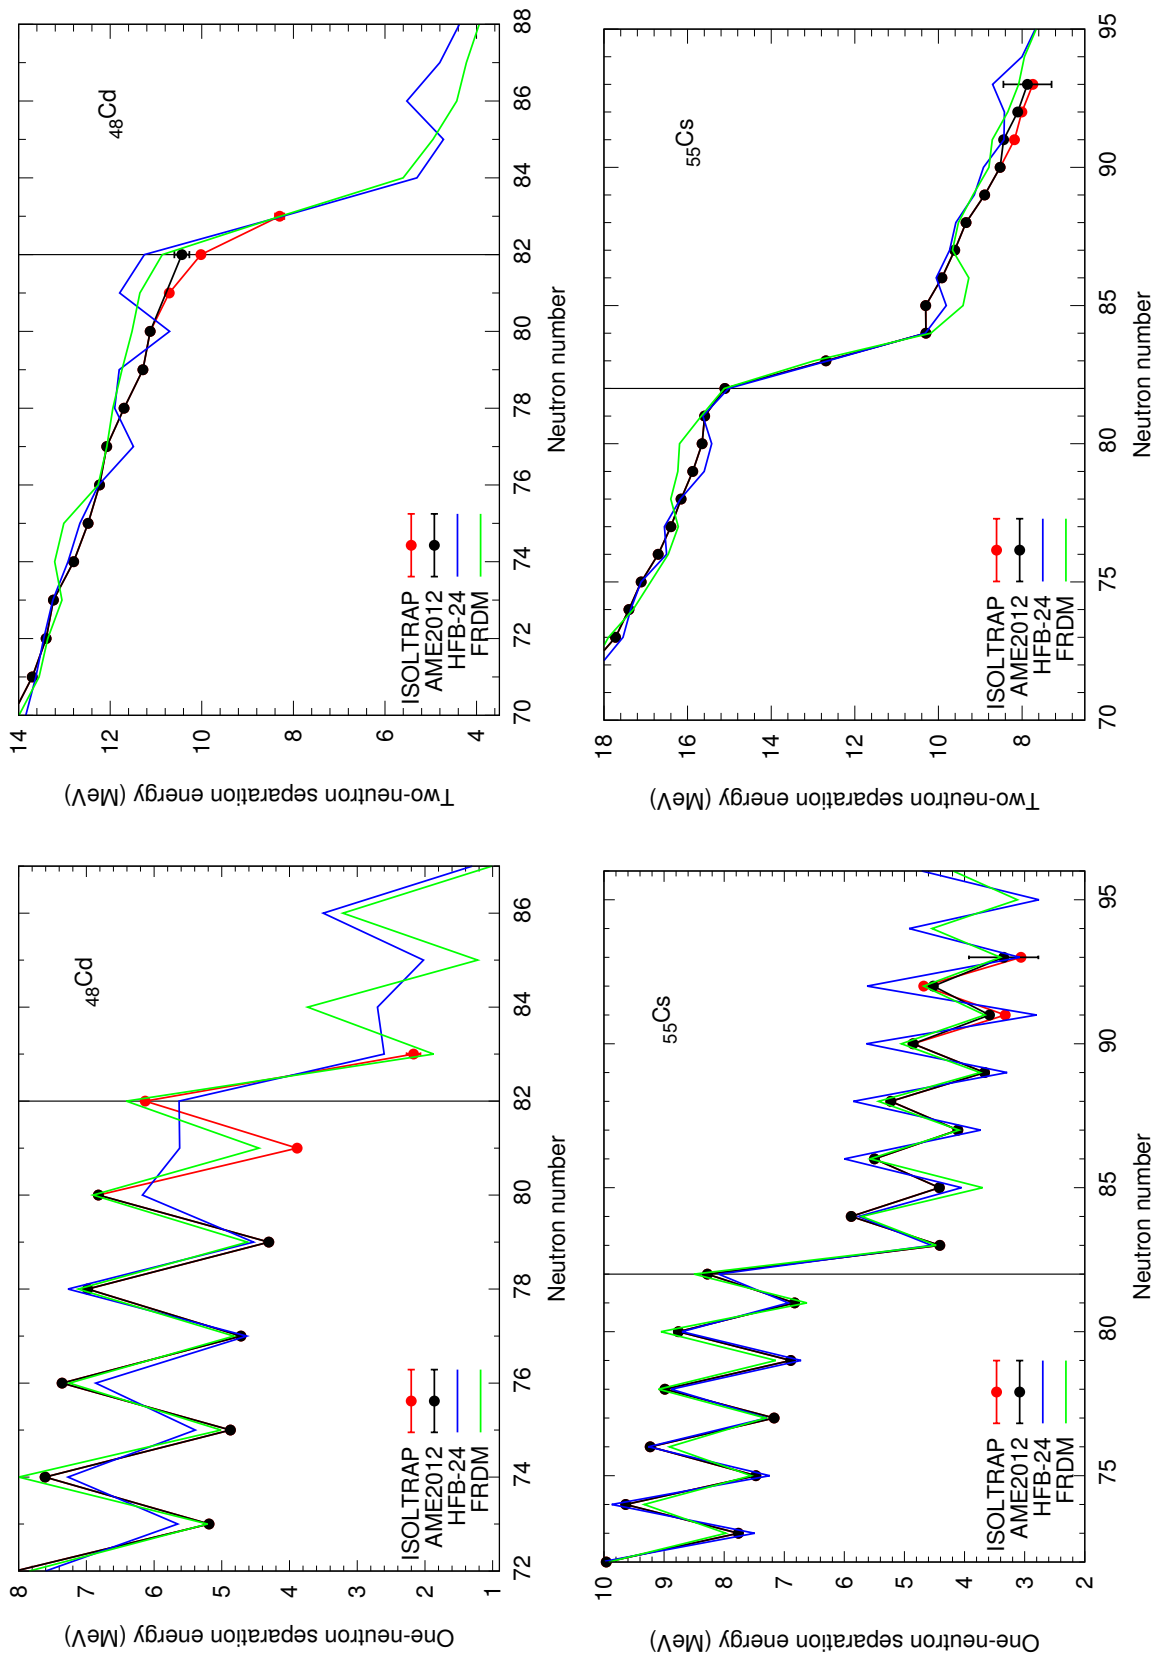 One-neutron separation energy (MeV)
8
7
6
5
4
3
2
1
₄₈Cd
ISOLTRAP
AME2012
HFB-24
FRDM
72 74 76 78 80 82 84 86
Neutron number
Two-neutron separation energy (MeV)
14
12
10
8
6
4
₄₈Cd
ISOLTRAP
AME2012
HFB-24
FRDM
70 72 74 76 78 80 82 84 86 88
Neutron number
One-neutron separation energy (MeV)
10
9
8
7
6
5
4
3
2
₅₅Cs
ISOLTRAP
AME2012
HFB-24
FRDM
75 80 85 90 95
Neutron number
Two-neutron separation energy (MeV)
18
16
14
12
10
8
₅₅Cs
ISOLTRAP
AME2012
HFB-24
FRDM
70 75 80 85 90 95
Neutron number